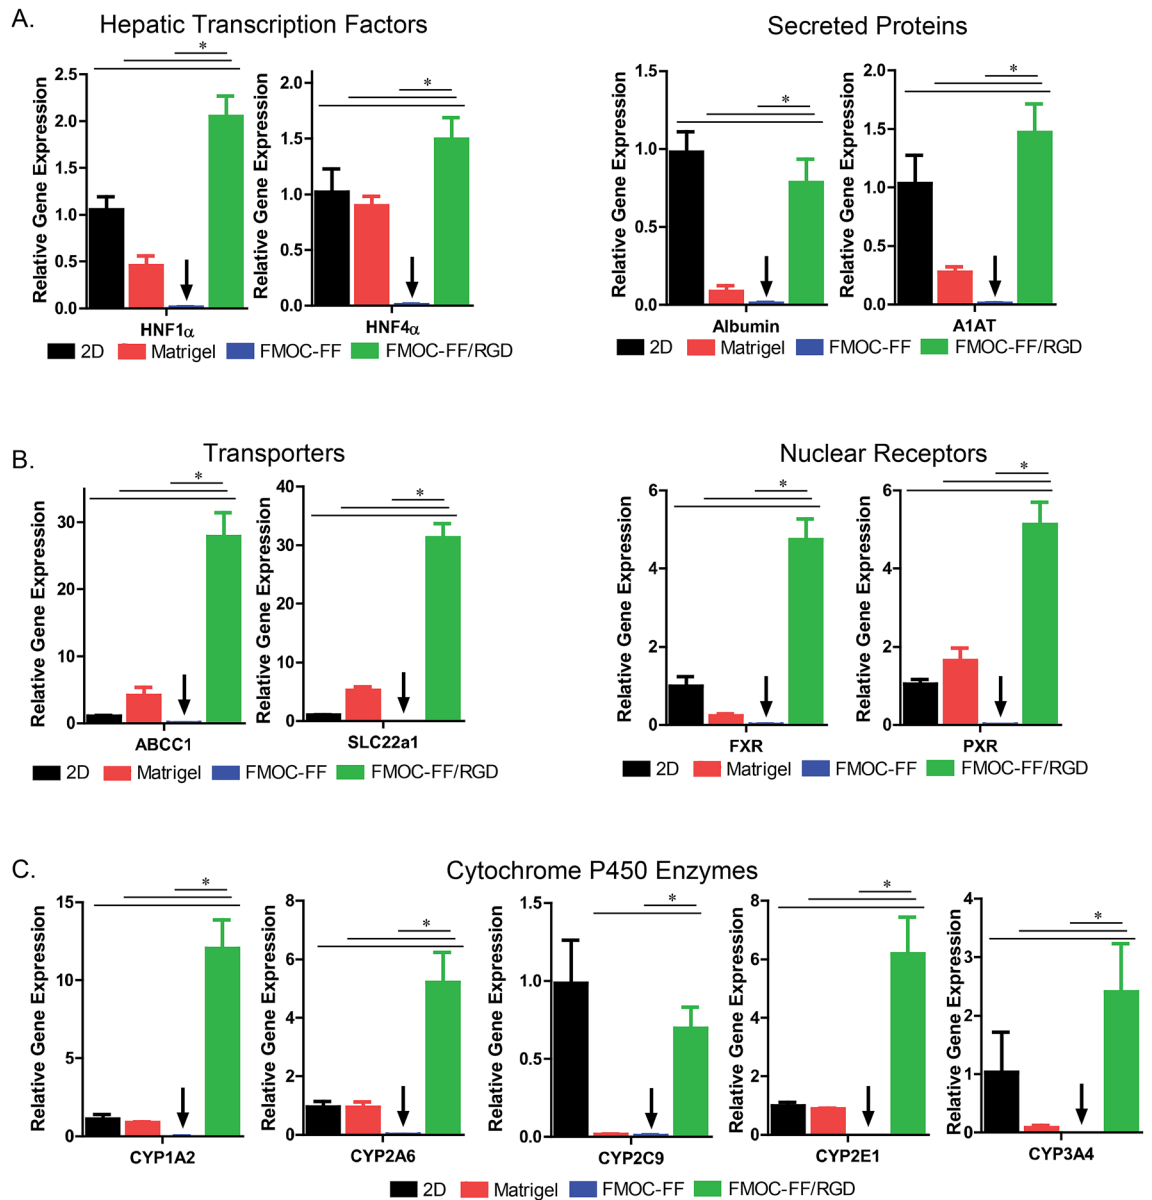 A.
Hepatic Transcription Factors
Secreted Proteins
*
Relative Gene Expression
2.5
2.0
1.5
1.0
0.5
0.0
HNF1α
*
Relative Gene Expression
2.0
1.5
1.0
0.5
0.0
HNF4α
2D Matrigel FMOC-FF FMOC-FF/RGD
*
Relative Gene Expression
1.5
1.0
0.5
0.0
Albumin
*
Relative Gene Expression
2.0
1.5
1.0
0.5
0.0
A1AT
2D Matrigel FMOC-FF FMOC-FF/RGD
B.
Transporters
Nuclear Receptors
*
Relative Gene Expression
30
20
10
0
ABCC1
*
Relative Gene Expression
40
30
20
10
0
SLC22a1
2D Matrigel FMOC-FF FMOC-FF/RGD
*
Relative Gene Expression
6
4
2
0
FXR
*
Relative Gene Expression
6
4
2
0
PXR
2D Matrigel FMOC-FF FMOC-FF/RGD
C.
Cytochrome P450 Enzymes
*
Relative Gene Expression
15
10
5
0
CYP1A2
*
Relative Gene Expression
8
6
4
2
0
CYP2A6
*
Relative Gene Expression
1.5
1.0
0.5
0.0
CYP2C9
*
Relative Gene Expression
8
6
4
2
0
CYP2E1
*
Relative Gene Expression
4
3
2
1
0
CYP3A4
2D Matrigel FMOC-FF FMOC-FF/RGD